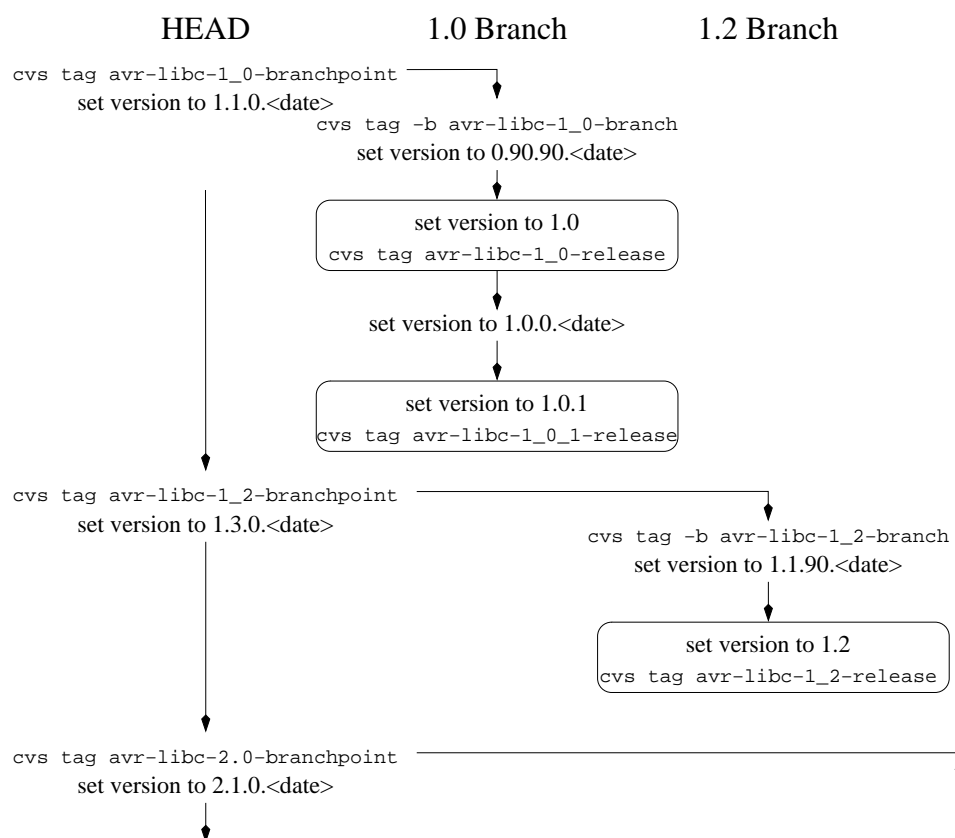 HEAD
1.0 Branch
1.2 Branch
cvs tag avr-libc-1_0-branchpoint
set version to 1.1.0.<date>
cvs tag -b avr-libc-1_0-branch
set version to 0.90.90.<date>
set version to 1.0
cvs tag avr-libc-1_0-release
set version to 1.0.0.<date>
set version to 1.0.1
cvs tag avr-libc-1_0_1-release
cvs tag avr-libc-1_2-branchpoint
set version to 1.3.0.<date>
cvs tag -b avr-libc-1_2-branch
set version to 1.1.90.<date>
set version to 1.2
cvs tag avr-libc-1_2-release
cvs tag avr-libc-2.0-branchpoint
set version to 2.1.0.<date>